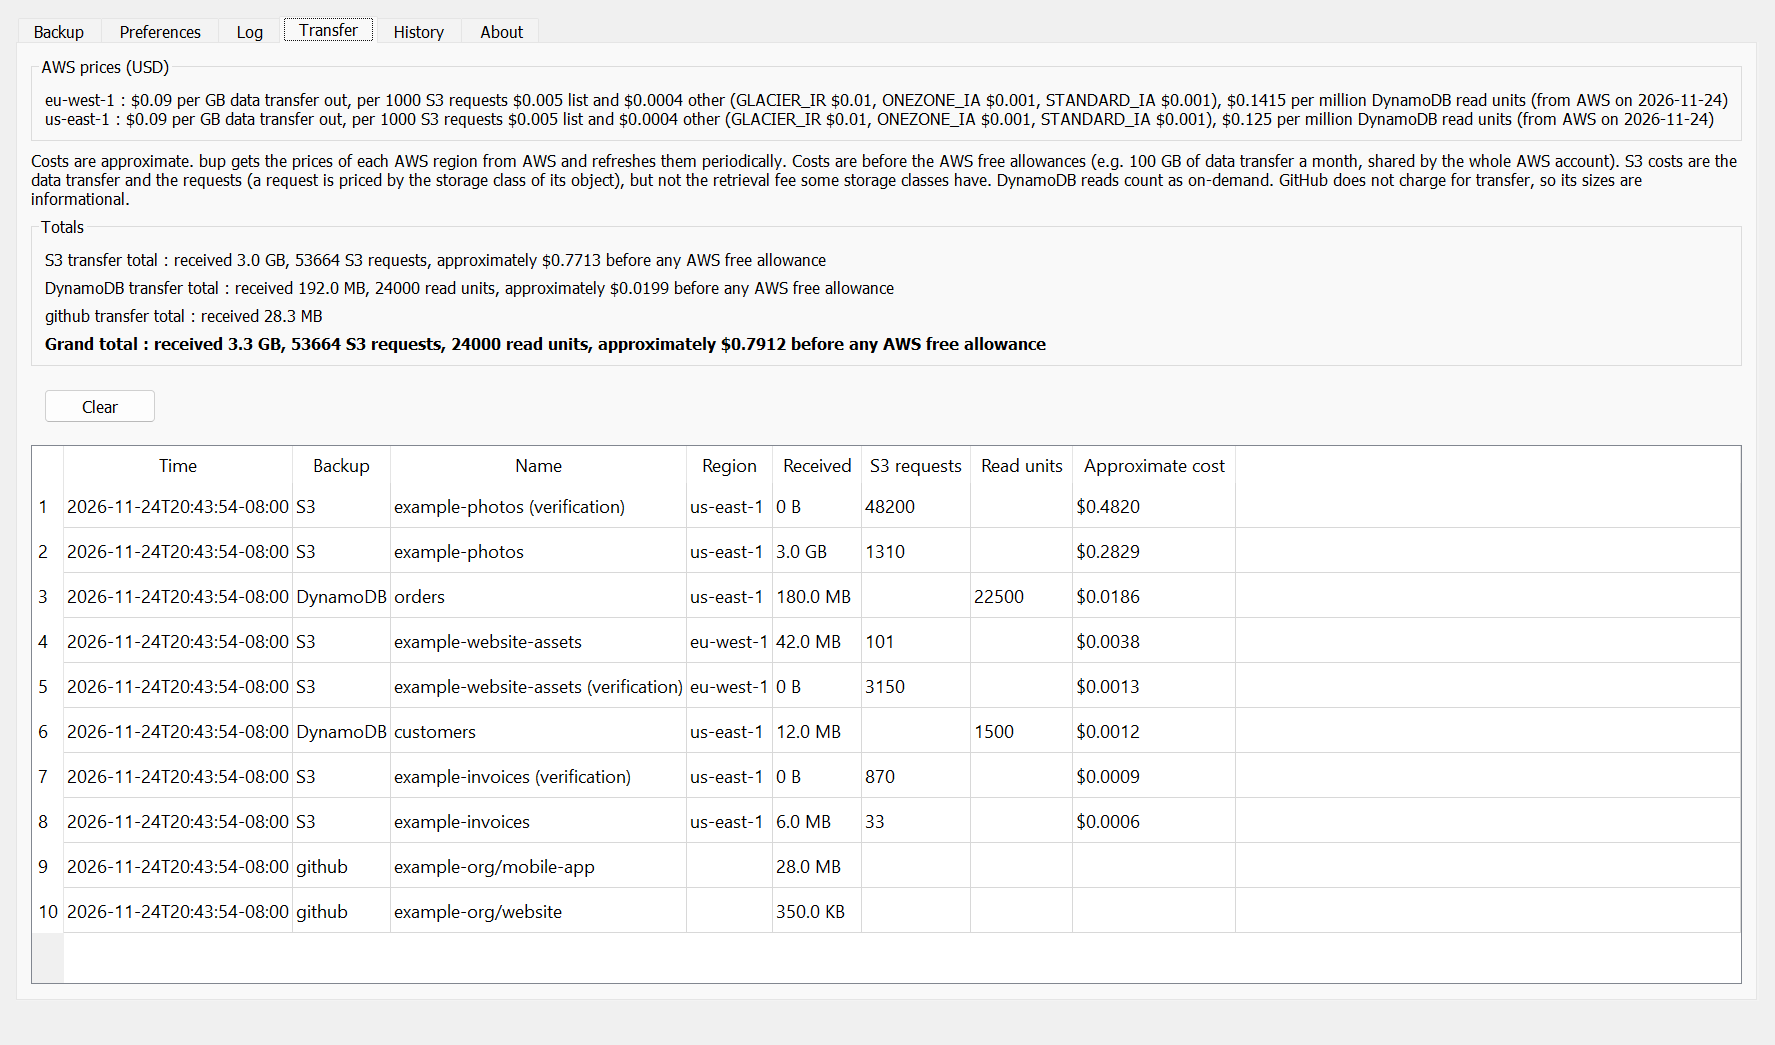 Backup Preferences Log Transfer History About
AWS prices (USD)
eu-west-1 : $0.09 per GB data transfer out, per 1000 S3 requests $0.005 list and $0.0004 other (GLACIER_IR $0.01, ONEZONE_IA $0.001, STANDARD_IA $0.001), $0.1415 per million DynamoDB read units (from AWS on 2026-11-24)
us-east-1 : $0.09 per GB data transfer out, per 1000 S3 requests $0.005 list and $0.0004 other (GLACIER_IR $0.01, ONEZONE_IA $0.001, STANDARD_IA $0.001), $0.125 per million DynamoDB read units (from AWS on 2026-11-24)
Costs are approximate. bup gets the prices of each AWS region from AWS and refreshes them periodically. Costs are before the AWS free allowances (e.g. 100 GB of data transfer a month, shared by the whole AWS account). S3 costs are the
data transfer and the requests (a request is priced by the storage class of its object), but not the retrieval fee some storage classes have. DynamoDB reads count as on-demand. GitHub does not charge for transfer, so its sizes are
informational.
Totals
S3 transfer total : received 3.0 GB, 53664 S3 requests, approximately $0.7713 before any AWS free allowance
DynamoDB transfer total : received 192.0 MB, 24000 read units, approximately $0.0199 before any AWS free allowance
github transfer total : received 28.3 MB
Grand total : received 3.3 GB, 53664 S3 requests, 24000 read units, approximately $0.7912 before any AWS free allowance
Clear
Time Backup Name Region Received S3 requests Read units Approximate cost
1 2026-11-24T20:43:54-08:00 S3 example-photos (verification) us-east-1 0 B 48200 $0.4820
2 2026-11-24T20:43:54-08:00 S3 example-photos us-east-1 3.0 GB 1310 $0.2829
3 2026-11-24T20:43:54-08:00 DynamoDB orders us-east-1 180.0 MB 22500 $0.0186
4 2026-11-24T20:43:54-08:00 S3 example-website-assets eu-west-1 42.0 MB 101 $0.0038
5 2026-11-24T20:43:54-08:00 S3 example-website-assets (verification) eu-west-1 0 B 3150 $0.0013
6 2026-11-24T20:43:54-08:00 DynamoDB customers us-east-1 12.0 MB 1500 $0.0012
7 2026-11-24T20:43:54-08:00 S3 example-invoices (verification) us-east-1 0 B 870 $0.0009
8 2026-11-24T20:43:54-08:00 S3 example-invoices us-east-1 6.0 MB 33 $0.0006
9 2026-11-24T20:43:54-08:00 github example-org/mobile-app 28.0 MB
10 2026-11-24T20:43:54-08:00 github example-org/website 350.0 KB